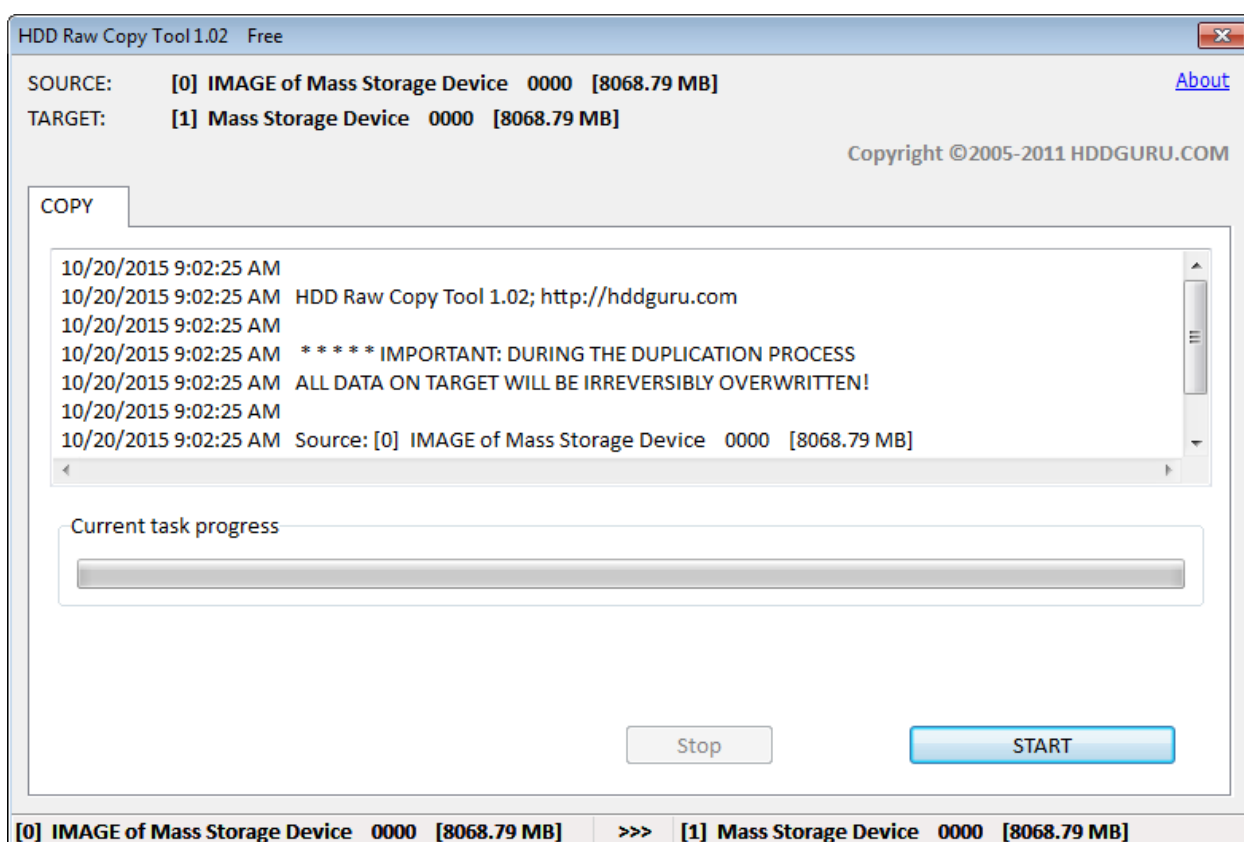 HDD Raw Copy Tool 1.02   Free
SOURCE:   [0]  IMAGE of Mass Storage Device   0000   [8068.79 MB]   About
TARGET:   [1]  Mass Storage Device   0000   [8068.79 MB]
Copyright ©2005-2011 HDDGURU.COM
COPY
10/20/2015 9:02:25 AM
10/20/2015 9:02:25 AM   HDD Raw Copy Tool 1.02; http://hddguru.com
10/20/2015 9:02:25 AM
10/20/2015 9:02:25 AM   * * * * * IMPORTANT: DURING THE DUPLICATION PROCESS
10/20/2015 9:02:25 AM   ALL DATA ON TARGET WILL BE IRREVERSIBLY OVERWRITTEN!
10/20/2015 9:02:25 AM
10/20/2015 9:02:25 AM   Source: [0]  IMAGE of Mass Storage Device   0000   [8068.79 MB]
Current task progress
Stop   START
[0]  IMAGE of Mass Storage Device   0000   [8068.79 MB]   >>>   [1]  Mass Storage Device   0000   [8068.79 MB]